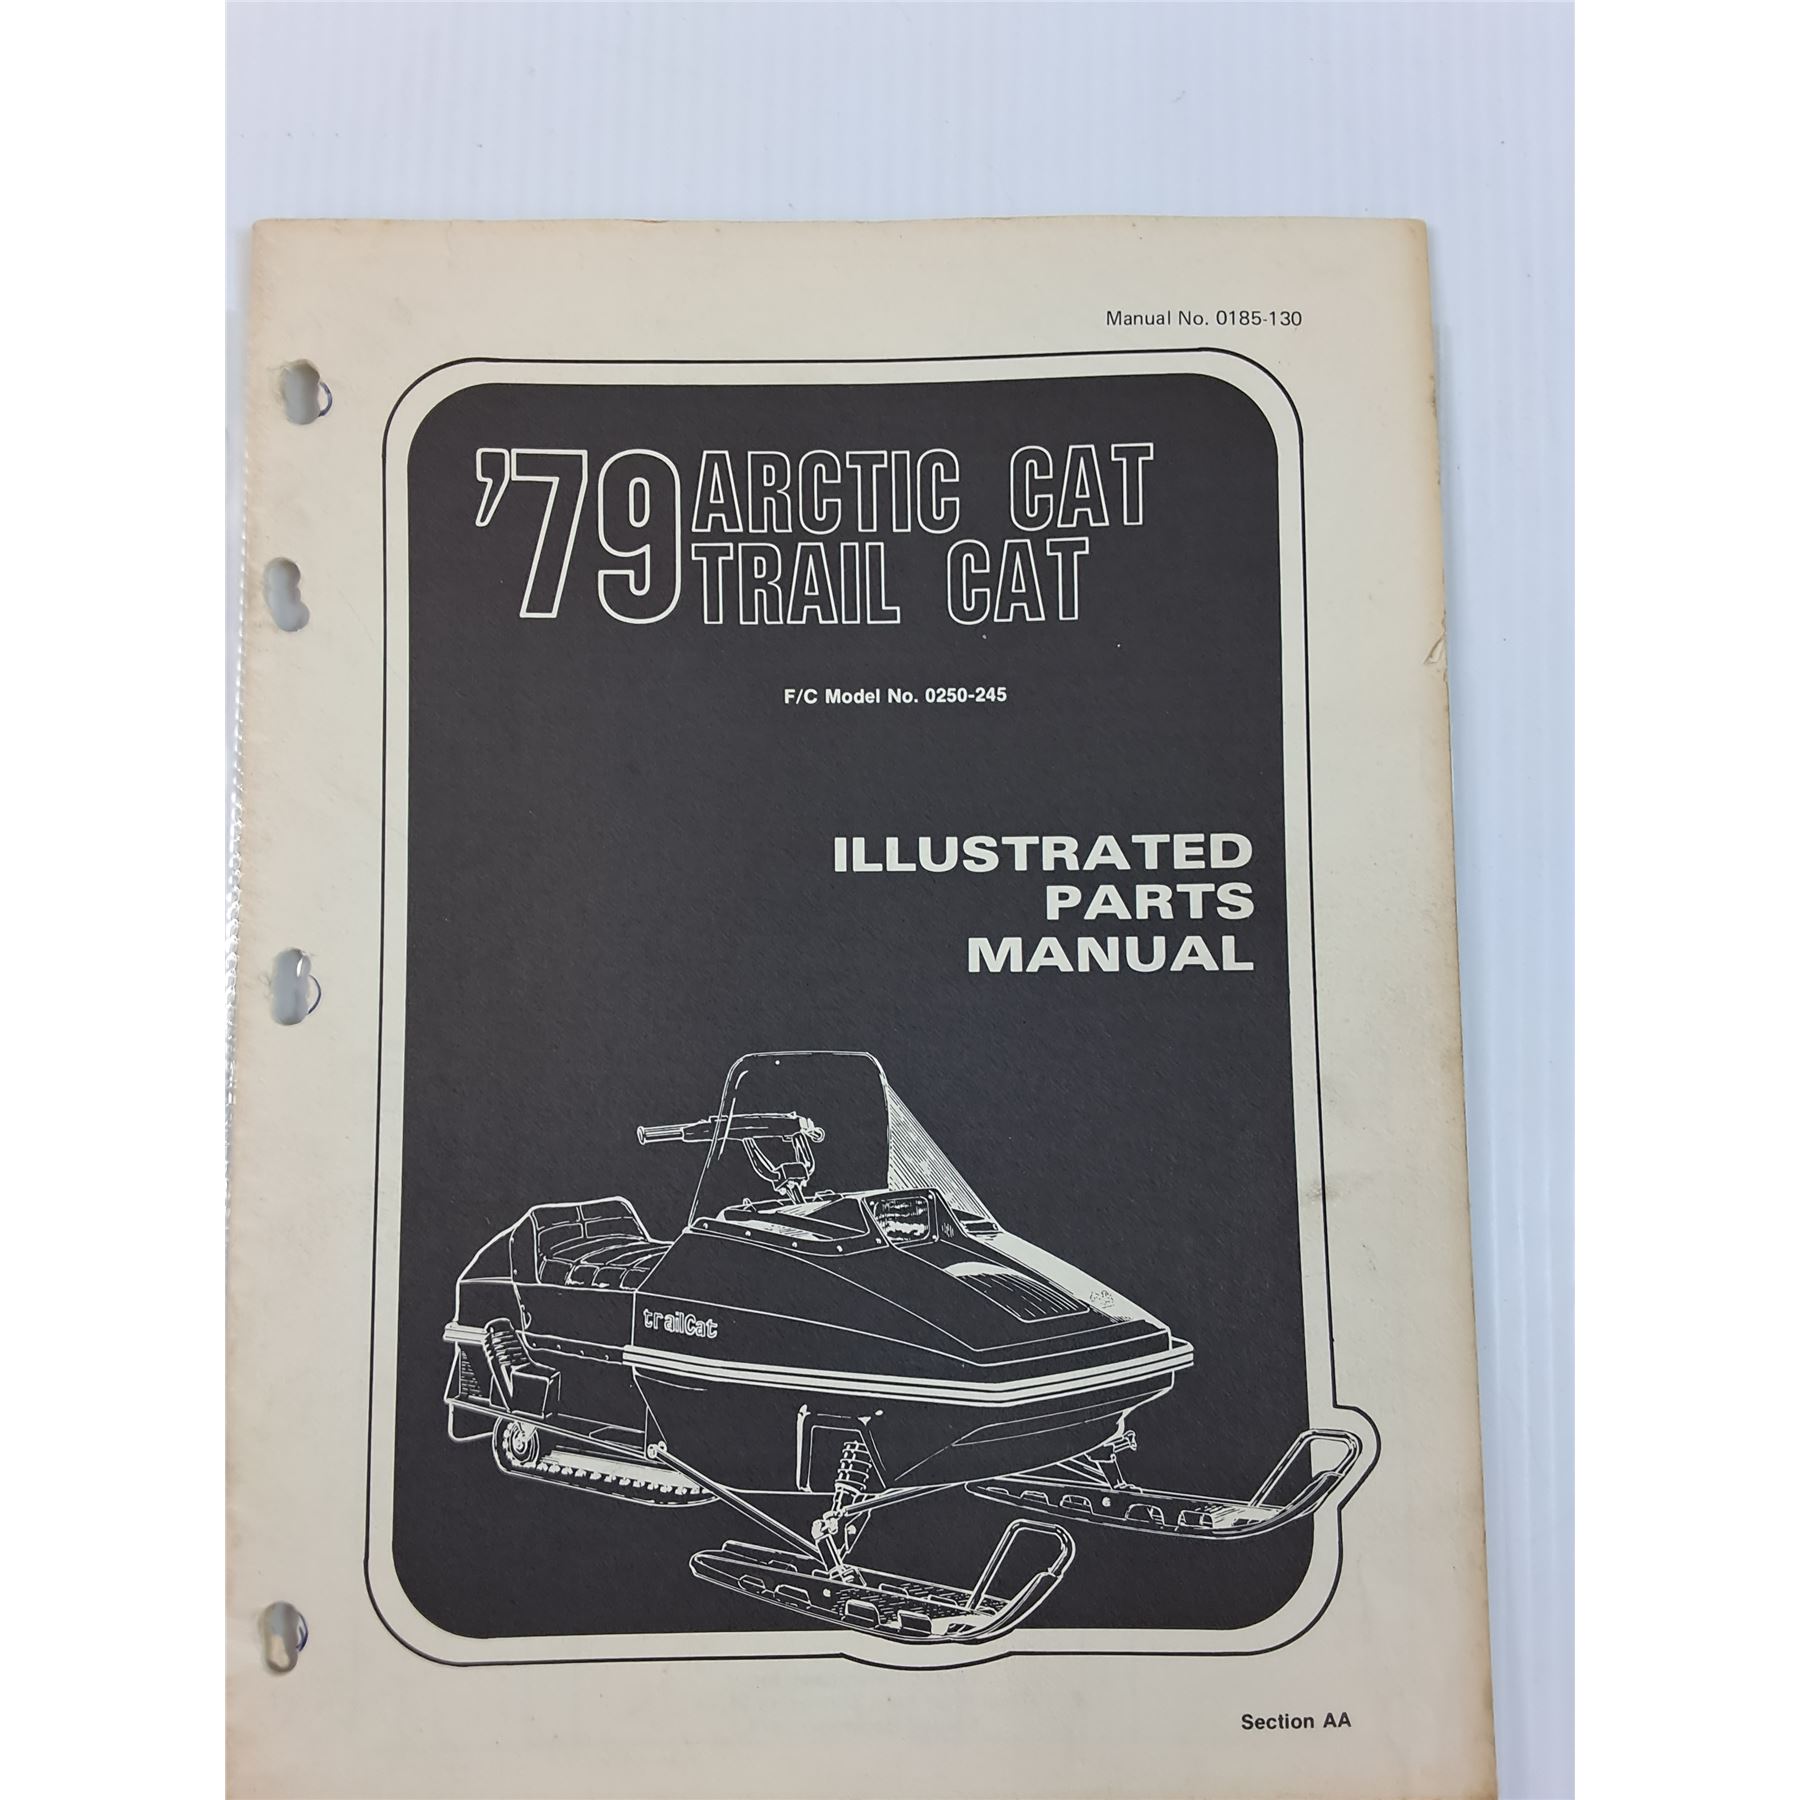 Manual No. 0185-130
'79 ARCTIC CAT
TRAIL CAT
F/C Model No. 0250-245
ILLUSTRATED
PARTS
MANUAL
trailCat
Section AA